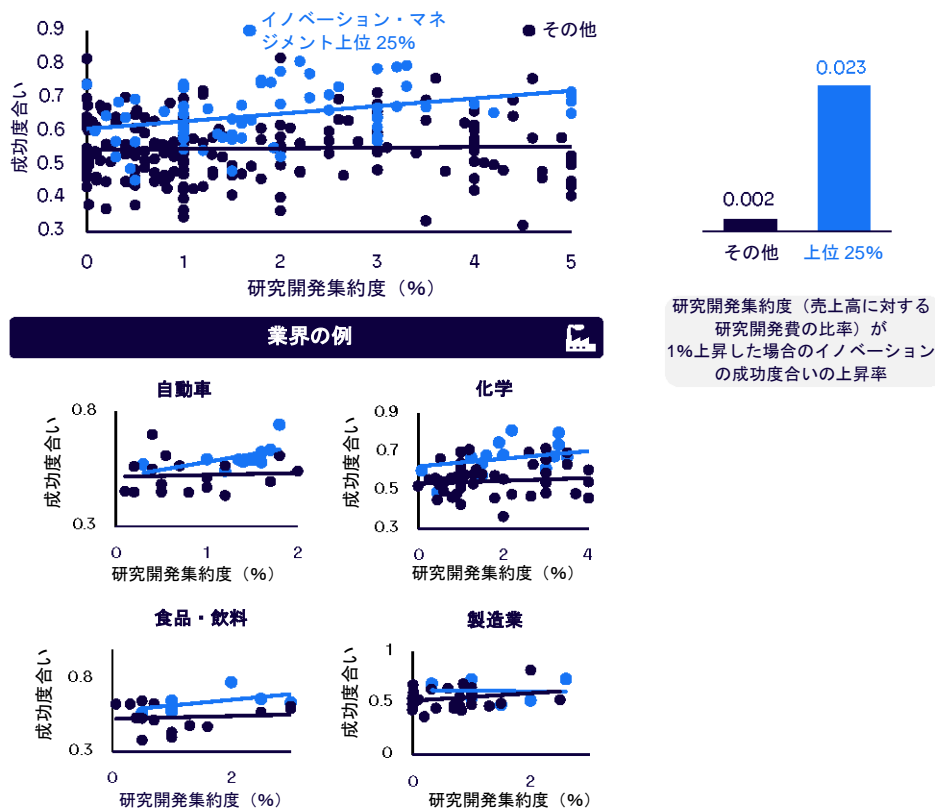 イノベーション・マネ
ジメント上位 25%
その他
成功度合い
0.9
0.8
0.7
0.6
0.5
0.4
0.3
0
1
2
3
4
5
研究開発集約度（%）
0.002
0.023
その他
上位 25%
研究開発集約度（売上高に対する
研究開発費の比率）が
1%上昇した場合のイノベーション
の成功度合いの上昇率
業界の例
自動車
成功度合い
0.8
0.3
0
1
2
研究開発集約度（%）
化学
成功度合い
0.9
0.7
0.5
0.3
0
2
4
研究開発集約度（%）
食品・飲料
成功度合い
0.8
0.3
0
2
研究開発集約度（%）
製造業
成功度合い
1
0.5
0
0
2
研究開発集約度（%）